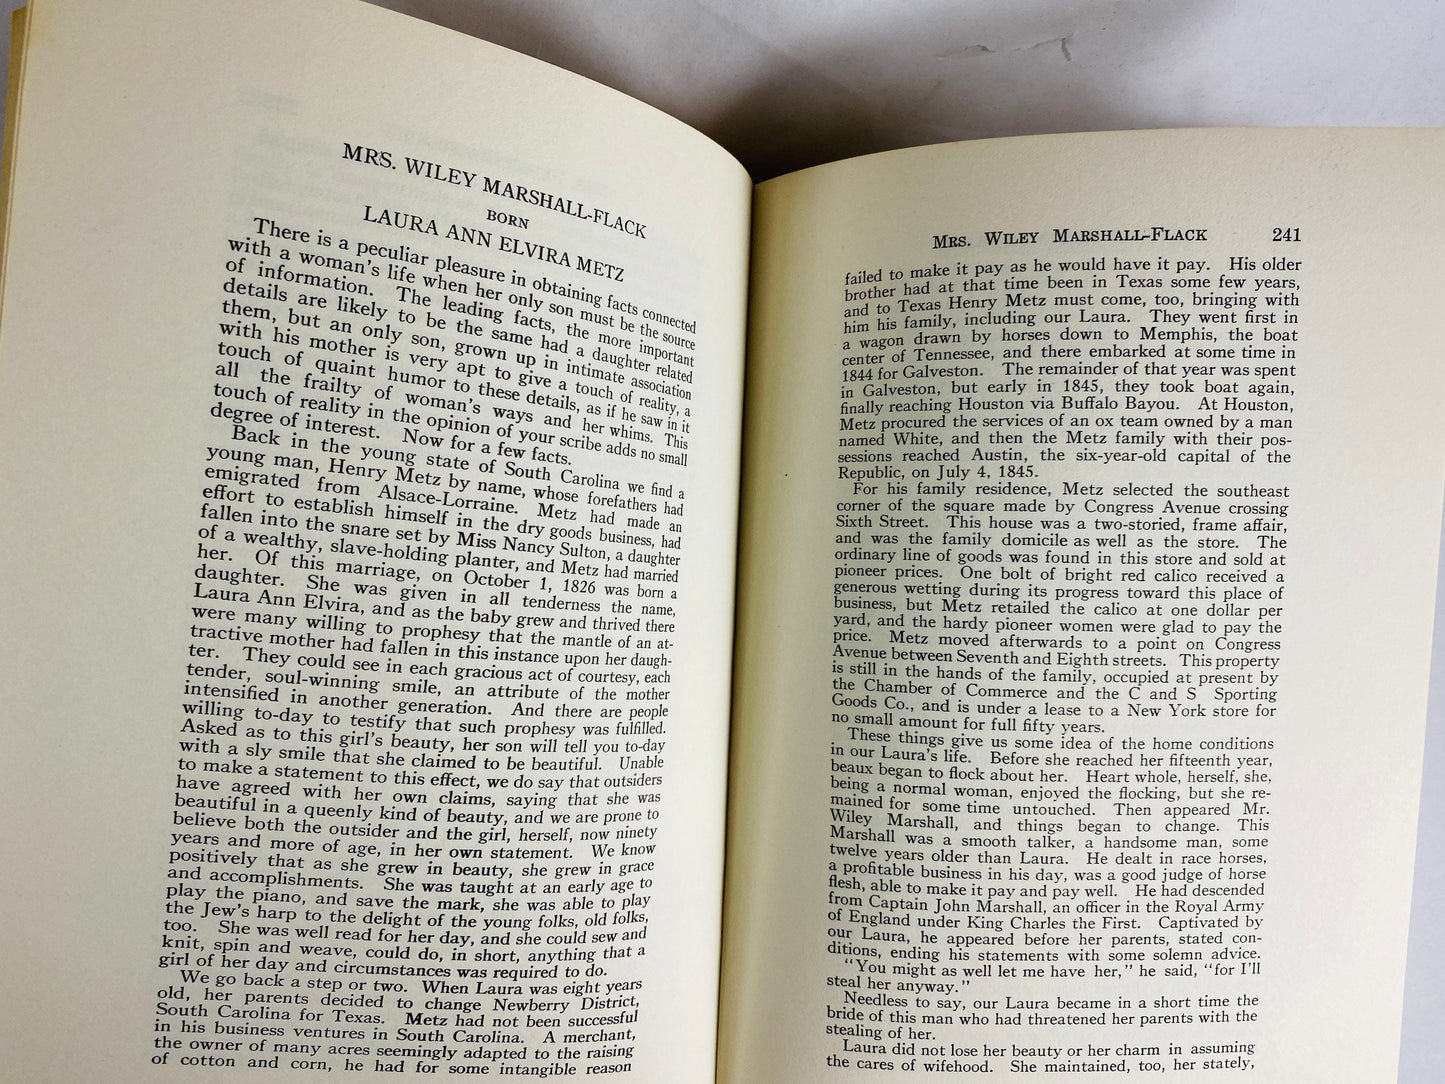 MRS. WILEY MARSHALL-FLACK
BORN
LAURA ANN ELVIRA METZ
There is a peculiar pleasure in obtaining facts connected
with a woman's life when her only son must be the source
of information. The leading facts, the more important
details are likely to be the same had a daughter related
them, but an only son, grown up in intimate association
with his mother is very apt to give a touch of reality, a
touch of quaint humor to these details, as if he saw in it
all the frailty of woman's ways and her whims. This
touch of reality in the opinion of your scribe adds no small
degree of interest. Now for a few facts.
Back in the young state of South Carolina we find a
young man, Henry Metz by name, whose forefathers had
emigrated from Alsace-Lorraine. Metz had made an
effort to establish himself in the dry goods business, had
fallen into the snare set by Miss Nancy Sulton, a daughter
of a wealthy, slave-holding planter, and Metz had married
her. Of this marriage, on October 1, 1826 was born a
daughter. She was given in all tenderness the name,
Laura Ann Elvira, and as the baby grew and thrived there
were many willing to prophesy that the mantle of an at-
tractive mother had fallen in this instance upon her daugh-
ter. They could see in each gracious act of courtesy, each
tender, soul-winning smile, an attribute of the mother
intensified in another generation. And there are people
willing to-day to testify that such prophesy was fulfilled.
Asked as to this girl's beauty, her son will tell you to-day
with a sly smile that she claimed to be beautiful. Unable
to make a statement to this effect, we do say that outsiders
have agreed with her own claims, saying that she was
beautiful in a queenly kind of beauty, and we are prone to
believe both the outsider and the girl, herself, now ninety
years and more of age, in her own statement. We know
positively that as she grew in beauty, she grew in grace
and accomplishments. She was taught at an early age to
play the piano, and save the mark, she was able to play
the Jew's harp to the delight of the young folks, old folks,
too. She was well read for her day, and she could sew and
knit, spin and weave, could do, in short, anything that a
girl of her day and circumstances was required to do.
We go back a step or two. When Laura was eight years
old, her parents decided to change Newberry District,
South Carolina for Texas. Metz had not been successful
in his business ventures in South Carolina. A merchant,
the owner of many acres seemingly adapted to the raising
of cotton and corn, he had for some intangible reason
MRS. WILEY MARSHALL-FLACK 241
failed to make it pay as he would have it pay. His older
brother had at that time been in Texas some few years,
and to Texas Henry Metz must come, too, bringing with
him his family, including our Laura. They went first in
a wagon drawn by horses down to Memphis, the boat
center of Tennessee, and there embarked at some time in
1844 for Galveston. The remainder of that year was spent
in Galveston, but early in 1845, they took boat again,
finally reaching Houston via Buffalo Bayou. At Houston,
Metz procured the services of an ox team owned by a man
named White, and then the Metz family with their pos-
sessions reached Austin, the six-year-old capital of the
Republic, on July 4, 1845.
For his family residence, Metz selected the southeast
corner of the square made by Congress Avenue crossing
Sixth Street. This house was a two-storied, frame affair,
and was the family domicile as well as the store. The
ordinary line of goods was found in this store and sold at
pioneer prices. One bolt of bright red calico received a
generous wetting during its progress toward this place of
business, but Metz retailed the calico at one dollar per
yard, and the hardy pioneer women were glad to pay the
price. Metz moved afterwards to a point on Congress
Avenue between Seventh and Eighth streets. This property
is still in the hands of the family, occupied at present by
the Chamber of Commerce and the C and S Sporting
Goods Co., and is under a lease to a New York store for
no small amount for full fifty years.
These things give us some idea of the home conditions
in our Laura's life. Before she reached her fifteenth year,
beaux began to flock about her. Heart whole, herself, she,
being a normal woman, enjoyed the flocking, but she re-
mained for some time untouched. Then appeared Mr.
Wiley Marshall, and things began to change. This
Marshall was a smooth talker, a handsome man, some
twelve years older than Laura. He dealt in race horses,
a profitable business in his day, was a good judge of horse
flesh, able to make it pay and pay well. He had descended
from Captain John Marshall, an officer in the Royal Army
of England under King Charles the First. Captivated by
our Laura, he appeared before her parents, stated con-
ditions, ending his statements with some solemn advice.
"You might as well let me have her," he said, "for I'll
steal her anyway."
Needless to say, our Laura became in a short time the
bride of this man who had threatened her parents with the
stealing of her.
Laura did not lose her beauty or her charm in assuming
the cares of wifehood. She maintained, too, her stately,